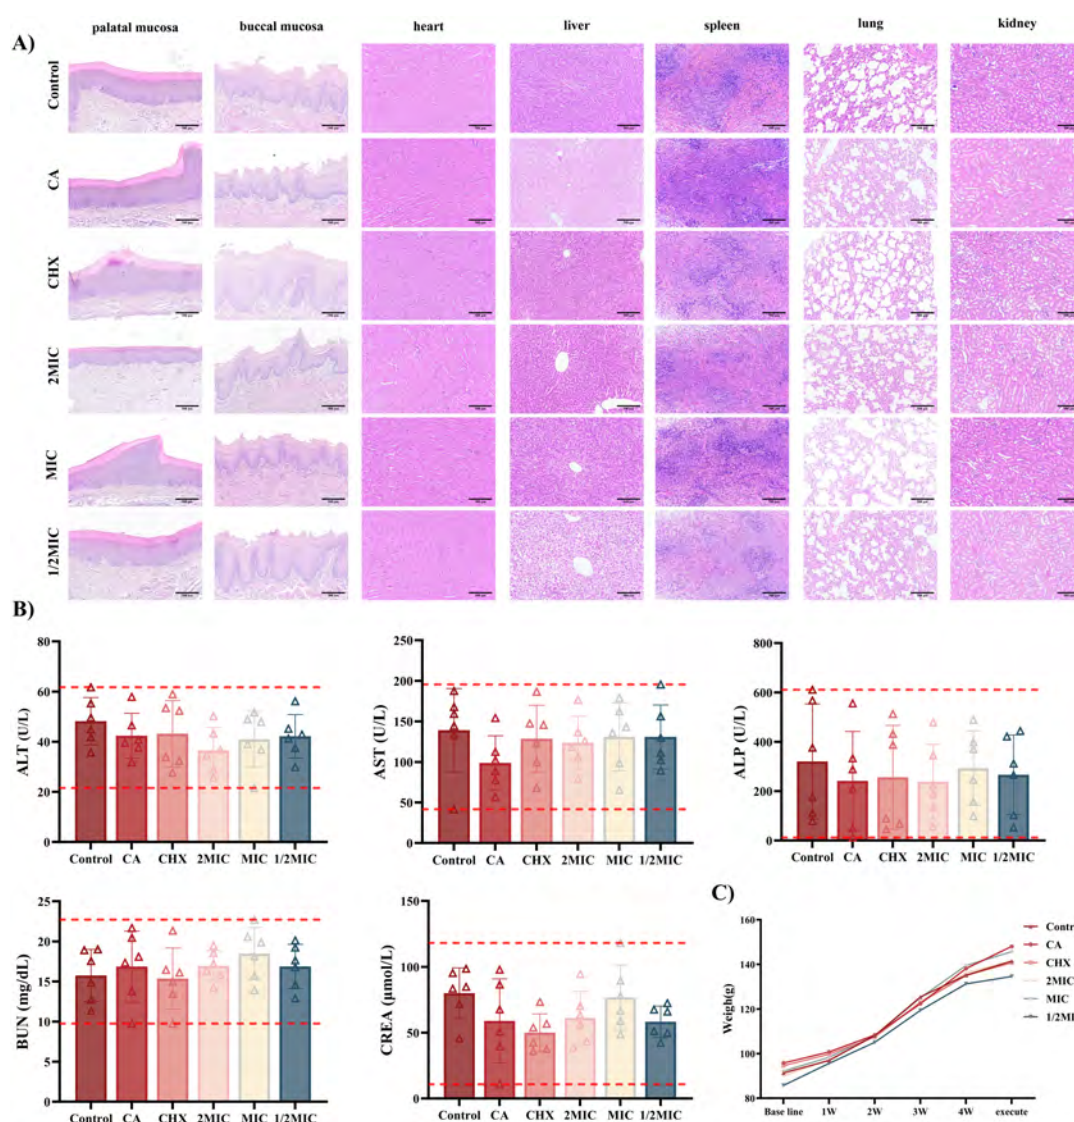 palatal mucosa buccal mucosa heart liver spleen lung kidney
A)
Control
CA
CHX
2MIC
MIC
1/2MIC
B)
ALT (U/L)
80
60
40
20
0
Control CA CHX 2MIC MIC 1/2MIC
AST (U/L)
250
200
150
100
50
0
Control CA CHX 2MIC MIC 1/2MIC
ALP (U/L)
800
600
400
200
0
Control CA CHX 2MIC MIC 1/2MIC
BUN (mg/dL)
25
20
15
10
5
0
Control CA CHX 2MIC MIC 1/2MIC
CREA (μmol/L)
150
100
50
0
Control CA CHX 2MIC MIC 1/2MIC
C)
Weigh(g)
160
140
120
100
80
Base line 1W 2W 3W 4W execute
Contr
CA
CHX
2MIC
MIC
1/2MI